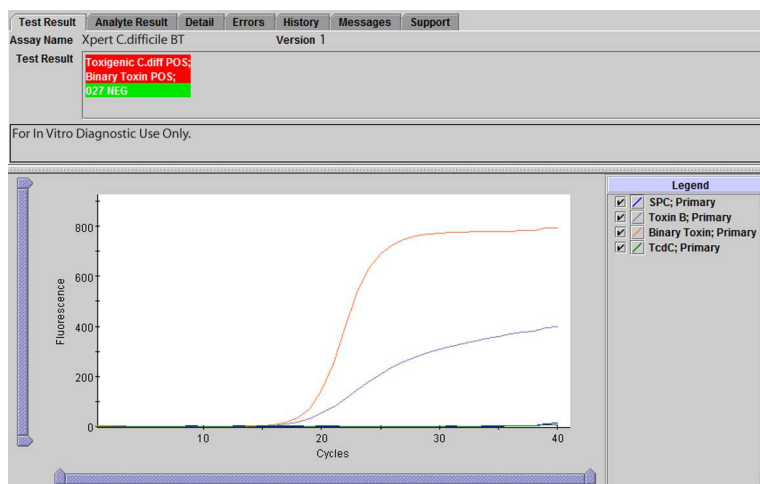 Test Result Analyte Result Detail Errors History Messages Support
Assay Name Xpert C.difficile BT Version 1
Test Result
Toxigenic C.diff POS;
Binary Toxin POS;
027 NEG
For In Vitro Diagnostic Use Only.
Legend
SPC; Primary
Toxin B; Primary
Binary Toxin; Primary
TcdC; Primary
Fluorescence
800
600
400
200
0
10 20 30 40
Cycles